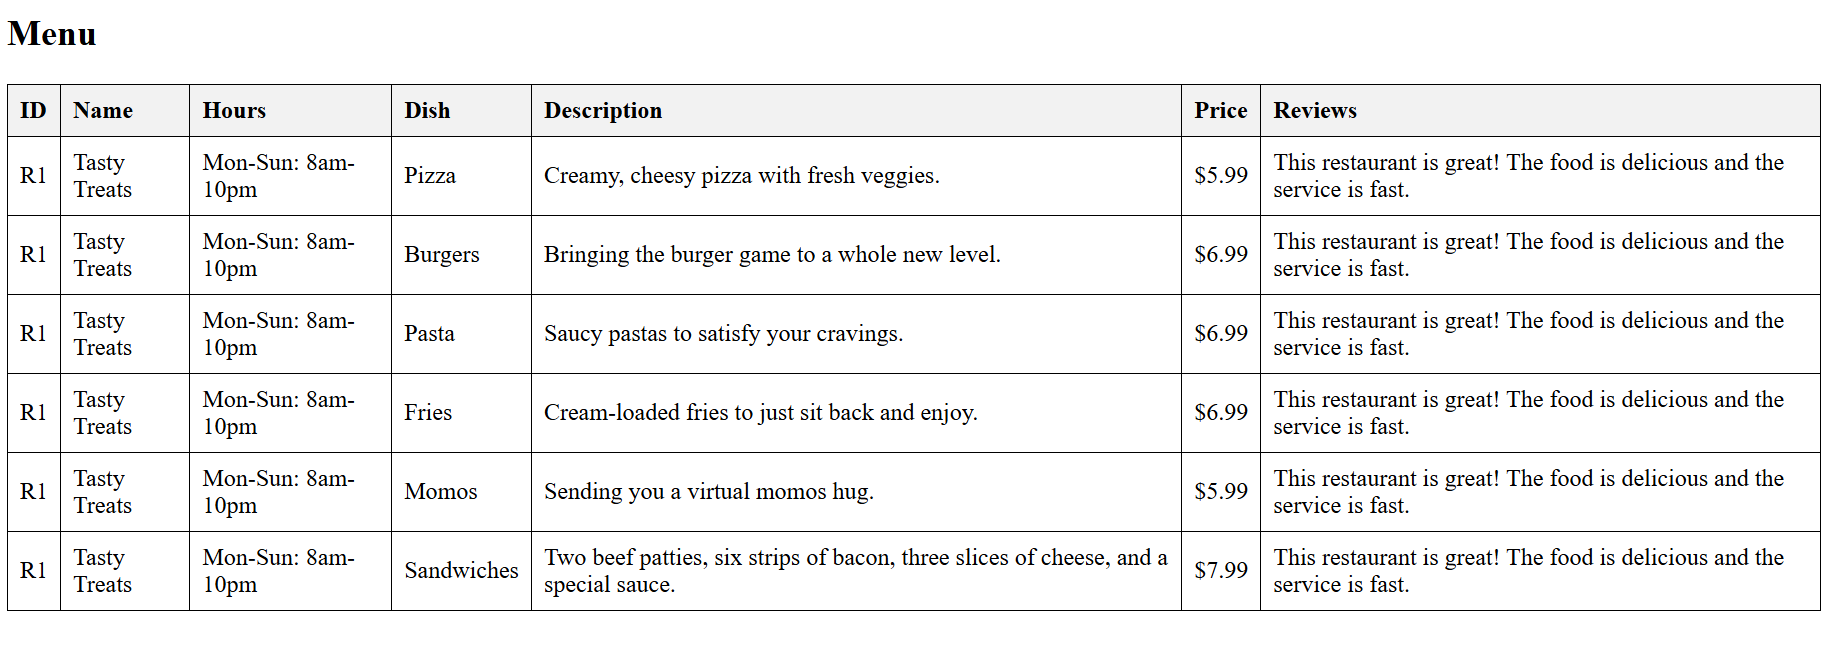 Menu
ID Name Hours Dish Description Price Reviews
R1 Tasty Treats Mon-Sun: 8am-10pm Pizza Creamy, cheesy pizza with fresh veggies. $5.99 This restaurant is great! The food is delicious and the service is fast.
R1 Tasty Treats Mon-Sun: 8am-10pm Burgers Bringing the burger game to a whole new level. $6.99 This restaurant is great! The food is delicious and the service is fast.
R1 Tasty Treats Mon-Sun: 8am-10pm Pasta Saucy pastas to satisfy your cravings. $6.99 This restaurant is great! The food is delicious and the service is fast.
R1 Tasty Treats Mon-Sun: 8am-10pm Fries Cream-loaded fries to just sit back and enjoy. $6.99 This restaurant is great! The food is delicious and the service is fast.
R1 Tasty Treats Mon-Sun: 8am-10pm Momos Sending you a virtual momos hug. $5.99 This restaurant is great! The food is delicious and the service is fast.
R1 Tasty Treats Mon-Sun: 8am-10pm Sandwiches Two beef patties, six strips of bacon, three slices of cheese, and a special sauce. $7.99 This restaurant is great! The food is delicious and the service is fast.